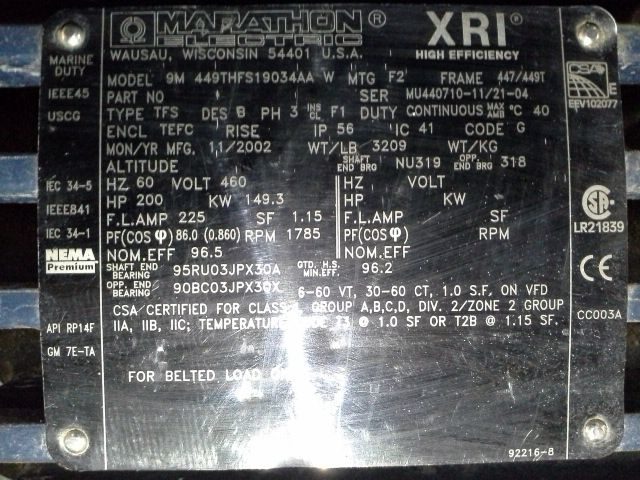 MARATHON® XRI®
ELECTRIC HIGH EFFICIENCY
WAUSAU, WISCONSIN 54401 U.S.A.
MARINE DUTY
IEEE45
USCG
IEC 34-5
IEEE841
IEC 34-1
NEMA Premium
API RP14F
GM 7E-TA
MODEL 9M 449THFS19034AA W MTG F2 FRAME 447/449T
PART NO SER MU440710-11/21-04
TYPE TFS DES B PH 3 INS CL F1 DUTY CONTINUOUS MAX AMB °C 40
ENCL TEFC RISE IP 56 IC 41 CODE G
MON/YR MFG. 11/2002 WT/LB 3209 WT/KG
ALTITUDE SHAFT END BRG NU319 OPP. END BRG 318
HZ 60 VOLT 460 HZ VOLT
HP 200 KW 149.3 HP KW
F.L.AMP 225 SF 1.15 F.L.AMP SF
PF(COS φ) 86.0 (0.860) RPM 1785 PF(COS φ) RPM
NOM.EFF 96.5 NOM.EFF
SHAFT END BEARING 95RU03JPX30A GTD. H.S. MIN.EFF. 96.2
OPP. END BEARING 90BC03JPX30X 6-60 VT, 30-60 CT, 1.0 S.F. ON VFD
CSA CERTIFIED FOR CLASS I, GROUP A,B,C,D, DIV. 2/ZONE 2 GROUP
IIA, IIB, IIC; TEMPERATURE T3 @ 1.0 SF OR T2B @ 1.15 SF.
FOR BELTED LOAD
92216-8
EEV102077
LR21839
CE
CC003A